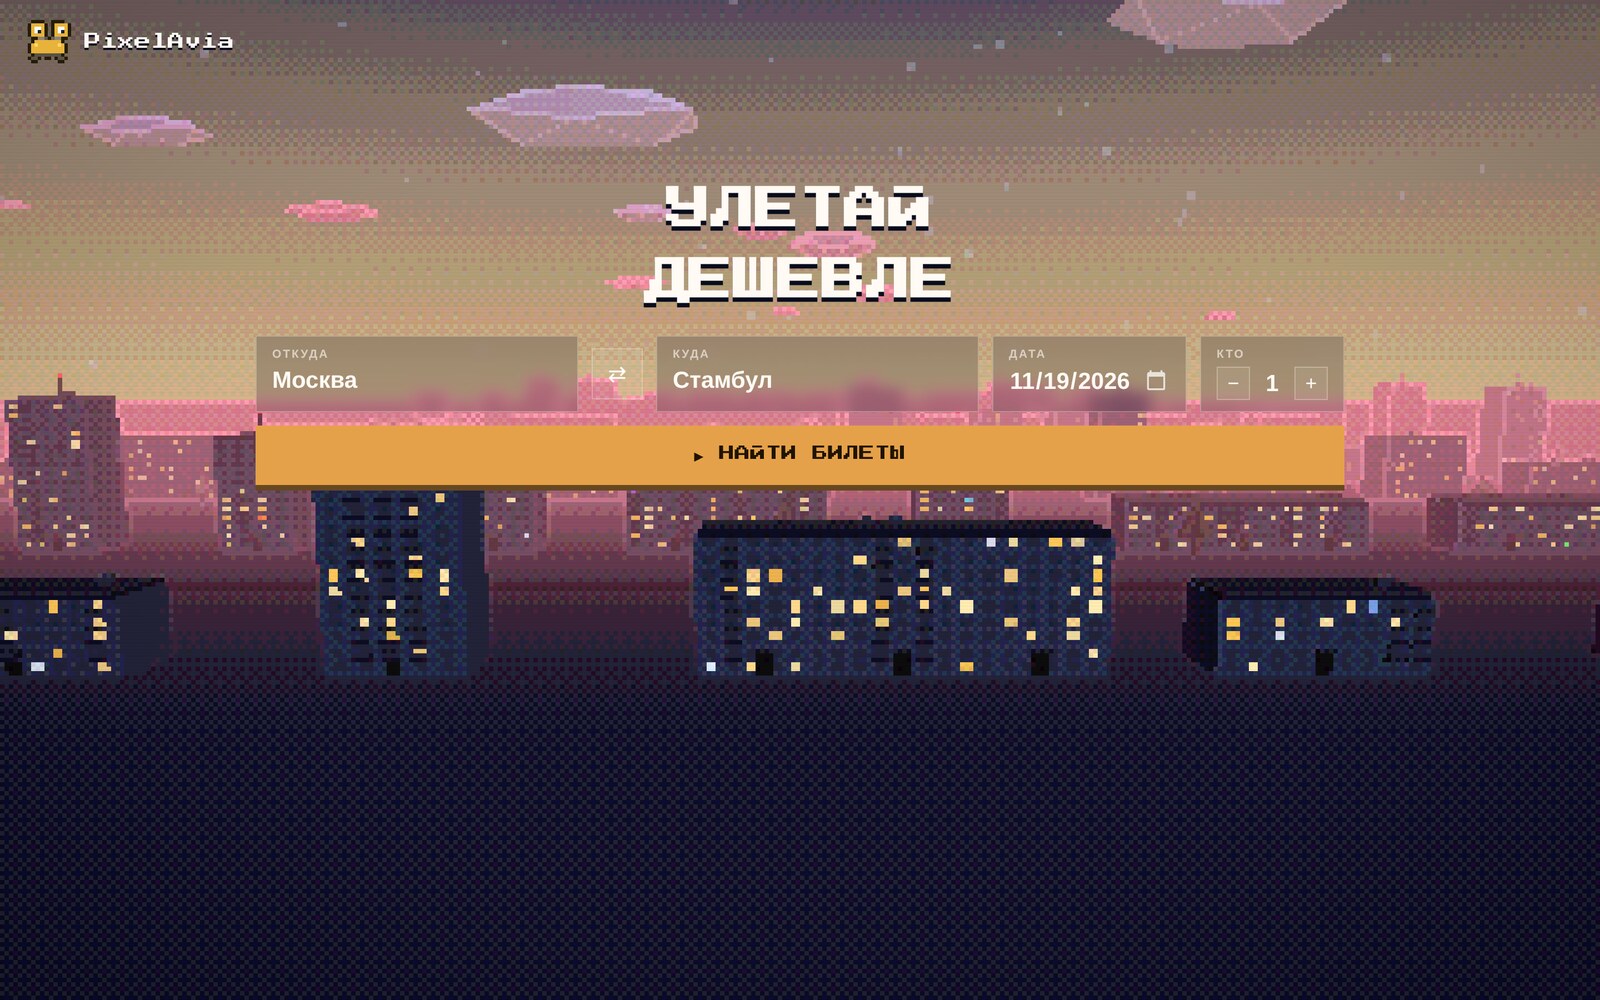 PixelAvia
УЛЕТАЙ
ДЕШЕВЛЕ
ОТКУДА
Москва
⇄
КУДА
Стамбул
ДАТА
11/19/2026
КТО
− 1 +
▶ НАЙТИ БИЛЕТЫ